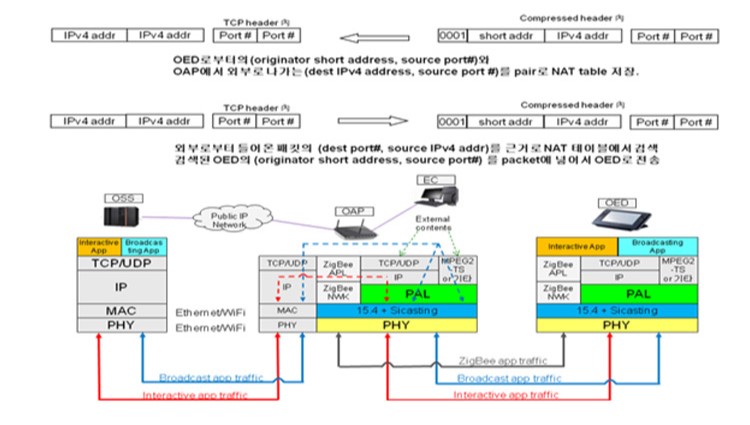 TCP header 內
Compressed header 內
IPv4 addr IPv4 addr Port # Port #
0001 short addr IPv4 addr Port # Port #
OED로부터의 (originator short address, source port#)와
OAP에서 외부로 나가는 (dest IPv4 address, source port #)를 pair로 NAT table 저장.
TCP header 內
Compressed header 內
IPv4 addr IPv4 addr Port # Port #
0001 short addr IPv4 addr Port # Port #
외부로부터 들어온 패킷의 (dest port#, source IPv4 addr)를 근거로 NAT 테이블에서 검색
검색된 OED의 (originator short address, source port#) 를 packet에 넣어서 OED로 전송
OSS
Public IP
Network
OAP
EC
External
contents
OED
Interactive
App
Broadcas
ting App
TCP/UDP
IP
MAC
PHY
Ethernet/WiFi
Ethernet/WiFi
TCP/UDP
IP
MAC
PHY
ZigBee
APL
ZigBee
NWK
TCP/UDP
IP
MPEG2
-TS
or 기타
PAL
15.4 + Sicasting
PHY
Interactive App
Broadcasting
App
ZigBee
APL
ZigBee
NWK
TCP/UDP
IP
MPEG2
-TS
or 기타
PAL
15.4 + Sicasting
PHY
ZigBee app traffic
Broadcast app traffic
Broadcast app traffic
Interactive app traffic
Interactive app traffic